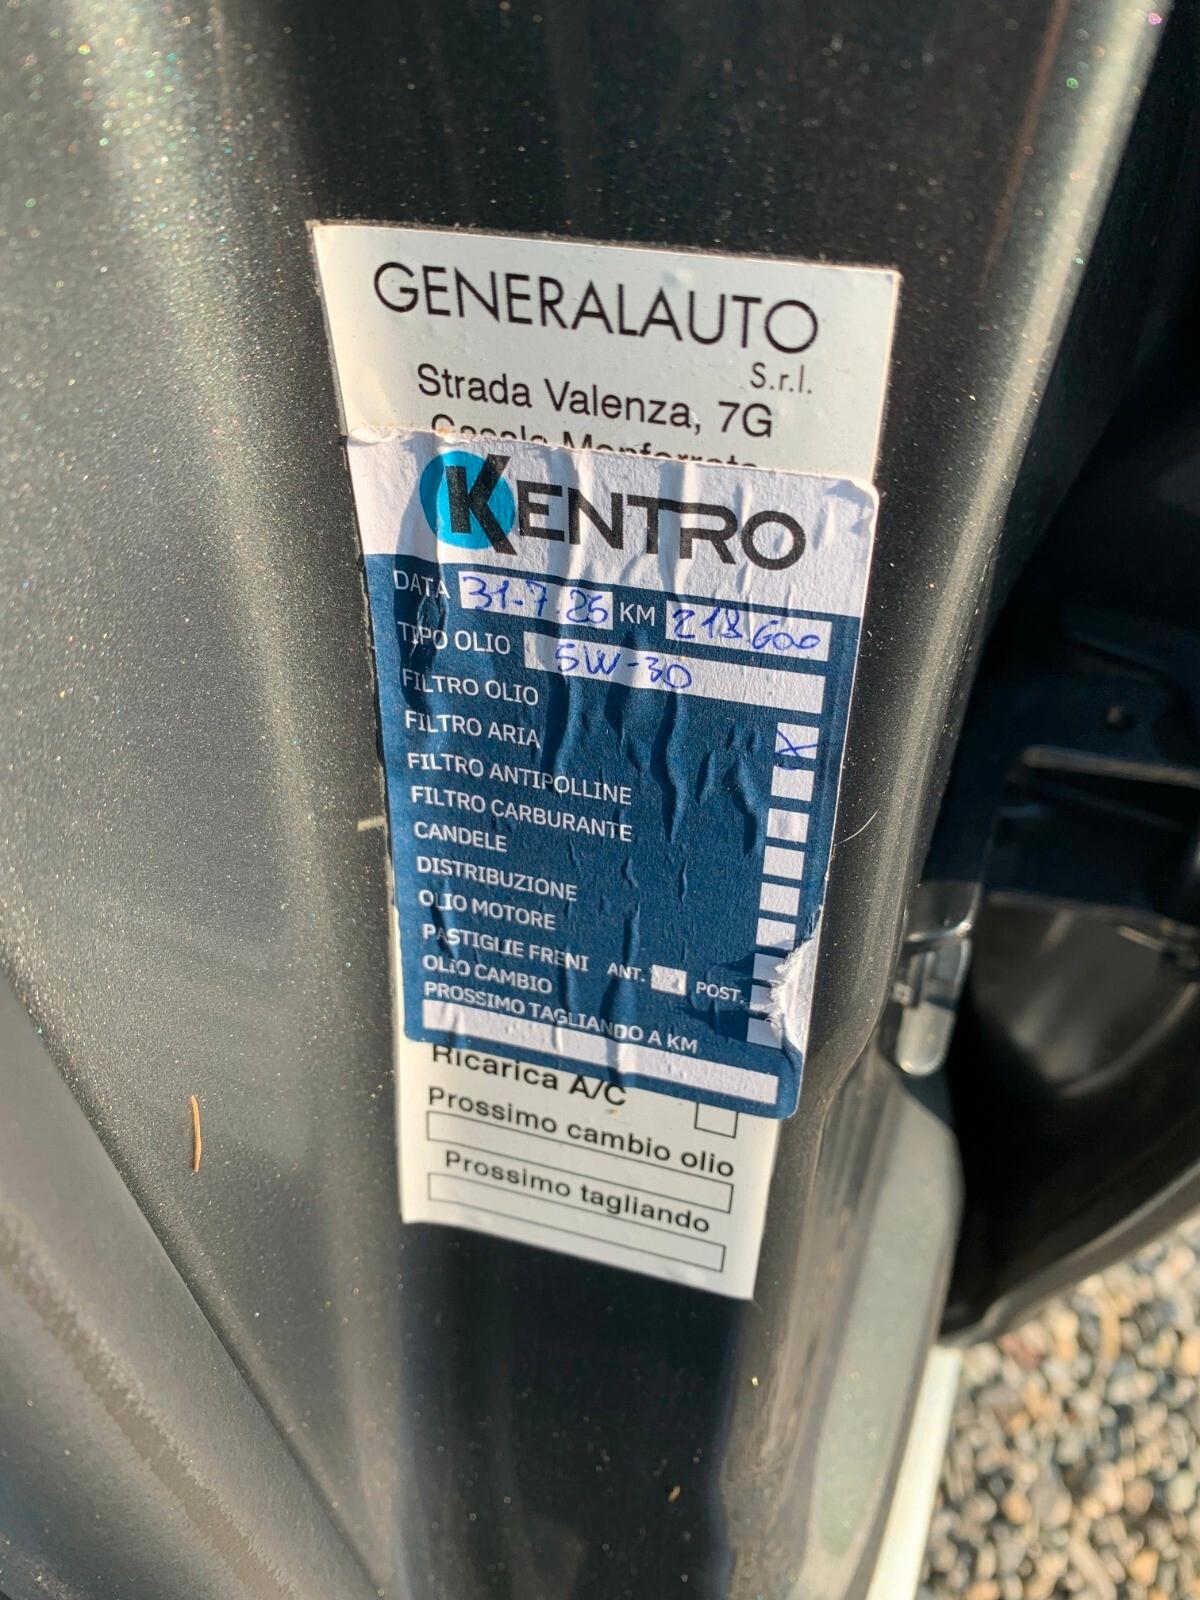 GENERALAUTO
S.r.l.
Strada Valenza, 7G
Casale Monferrato
KENTRO
DATA 31-7.25 KM 218.600
TIPO OLIO 5W-30
FILTRO OLIO X
FILTRO ARIA
FILTRO ANTIPOLLINE
FILTRO CARBURANTE
CANDELE
DISTRIBUZIONE
OLIO MOTORE
PASTIGLIE FRENI ANT. POST.
OLIO CAMBIO
PROSSIMO TAGLIANDO A KM
Ricarica A/C
Prossimo cambio olio
Prossimo tagliando